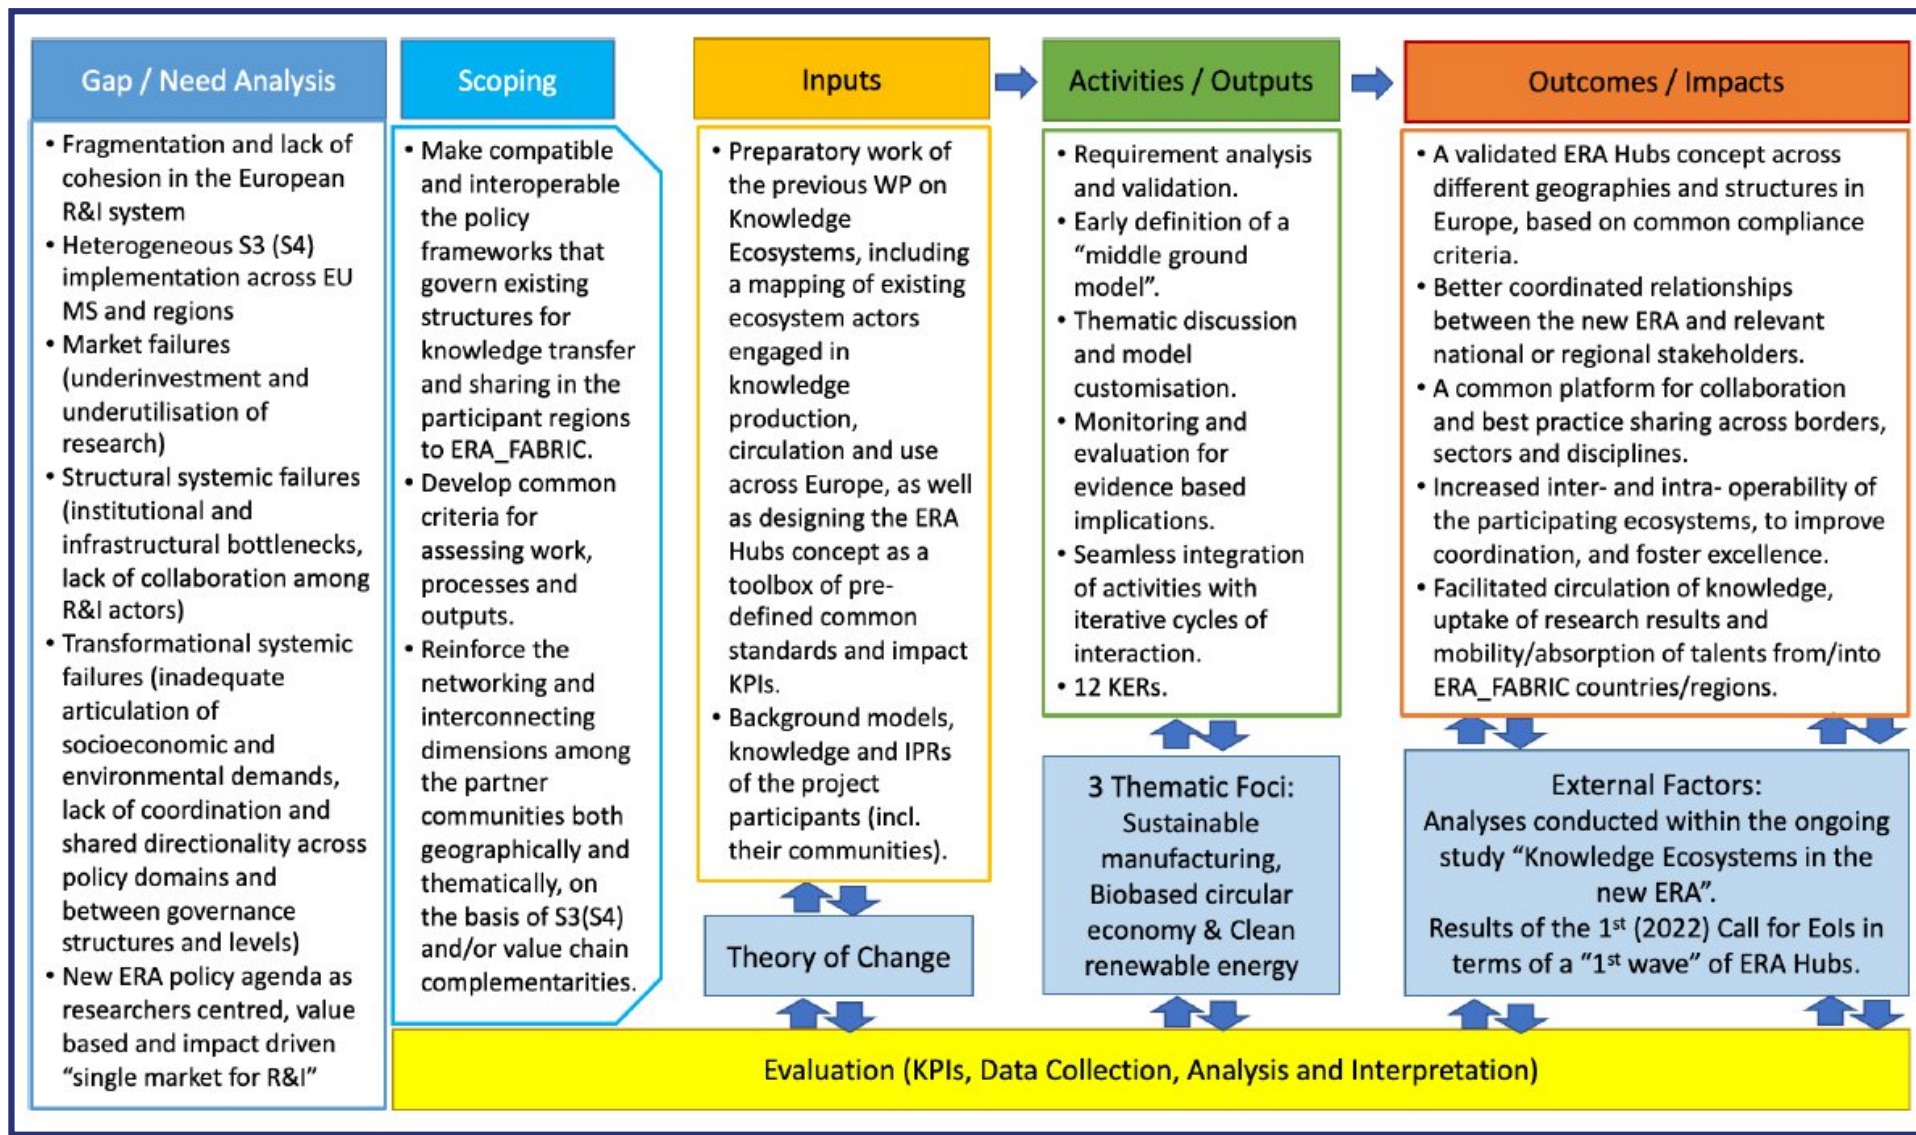 Gap / Need Analysis
• Fragmentation and lack of
cohesion in the European
R&I system
• Heterogeneous S3 (S4)
implementation across EU
MS and regions
• Market failures
(underinvestment and
underutilisation of
research)
• Structural systemic failures
(institutional and
infrastructural bottlenecks,
lack of collaboration among
R&I actors)
• Transformational systemic
failures (inadequate
articulation of
socioeconomic and
environmental demands,
lack of coordination and
shared directionality across
policy domains and
between governance
structures and levels)
• New ERA policy agenda as
researchers centred, value
based and impact driven
“single market for R&I”
Scoping
• Make compatible
and interoperable
the policy
frameworks that
govern existing
structures for
knowledge transfer
and sharing in the
participant regions
to ERA_FABRIC.
• Develop common
criteria for
assessing work,
processes and
outputs.
• Reinforce the
networking and
interconnecting
dimensions among
the partner
communities both
geographically and
thematically, on
the basis of S3(S4)
and/or value chain
complementarities.
Inputs
• Preparatory work of
the previous WP on
Knowledge
Ecosystems, including
a mapping of existing
ecosystem actors
engaged in
knowledge
production,
circulation and use
across Europe, as well
as designing the ERA
Hubs concept as a
toolbox of pre-
defined common
standards and impact
KPIs.
• Background models,
knowledge and IPRs
of the project
participants (incl.
their communities).
Theory of Change
Activities / Outputs
• Requirement analysis
and validation.
• Early definition of a
“middle ground
model”.
• Thematic discussion
and model
customisation.
• Monitoring and
evaluation for
evidence based
implications.
• Seamless integration
of activities with
iterative cycles of
interaction.
• 12 KERs.
3 Thematic Foci:
Sustainable
manufacturing,
Biobased circular
economy & Clean
renewable energy
Outcomes / Impacts
• A validated ERA Hubs concept across
different geographies and structures in
Europe, based on common compliance
criteria.
• Better coordinated relationships
between the new ERA and relevant
national or regional stakeholders.
• A common platform for collaboration
and best practice sharing across borders,
sectors and disciplines.
• Increased inter- and intra- operability of
the participating ecosystems, to improve
coordination, and foster excellence.
• Facilitated circulation of knowledge,
uptake of research results and
mobility/absorption of talents from/into
ERA_FABRIC countries/regions.
External Factors:
Analyses conducted within the ongoing
study “Knowledge Ecosystems in the
new ERA”.
Results of the 1st (2022) Call for EoIs in
terms of a “1st wave” of ERA Hubs.
Evaluation (KPIs, Data Collection, Analysis and Interpretation)